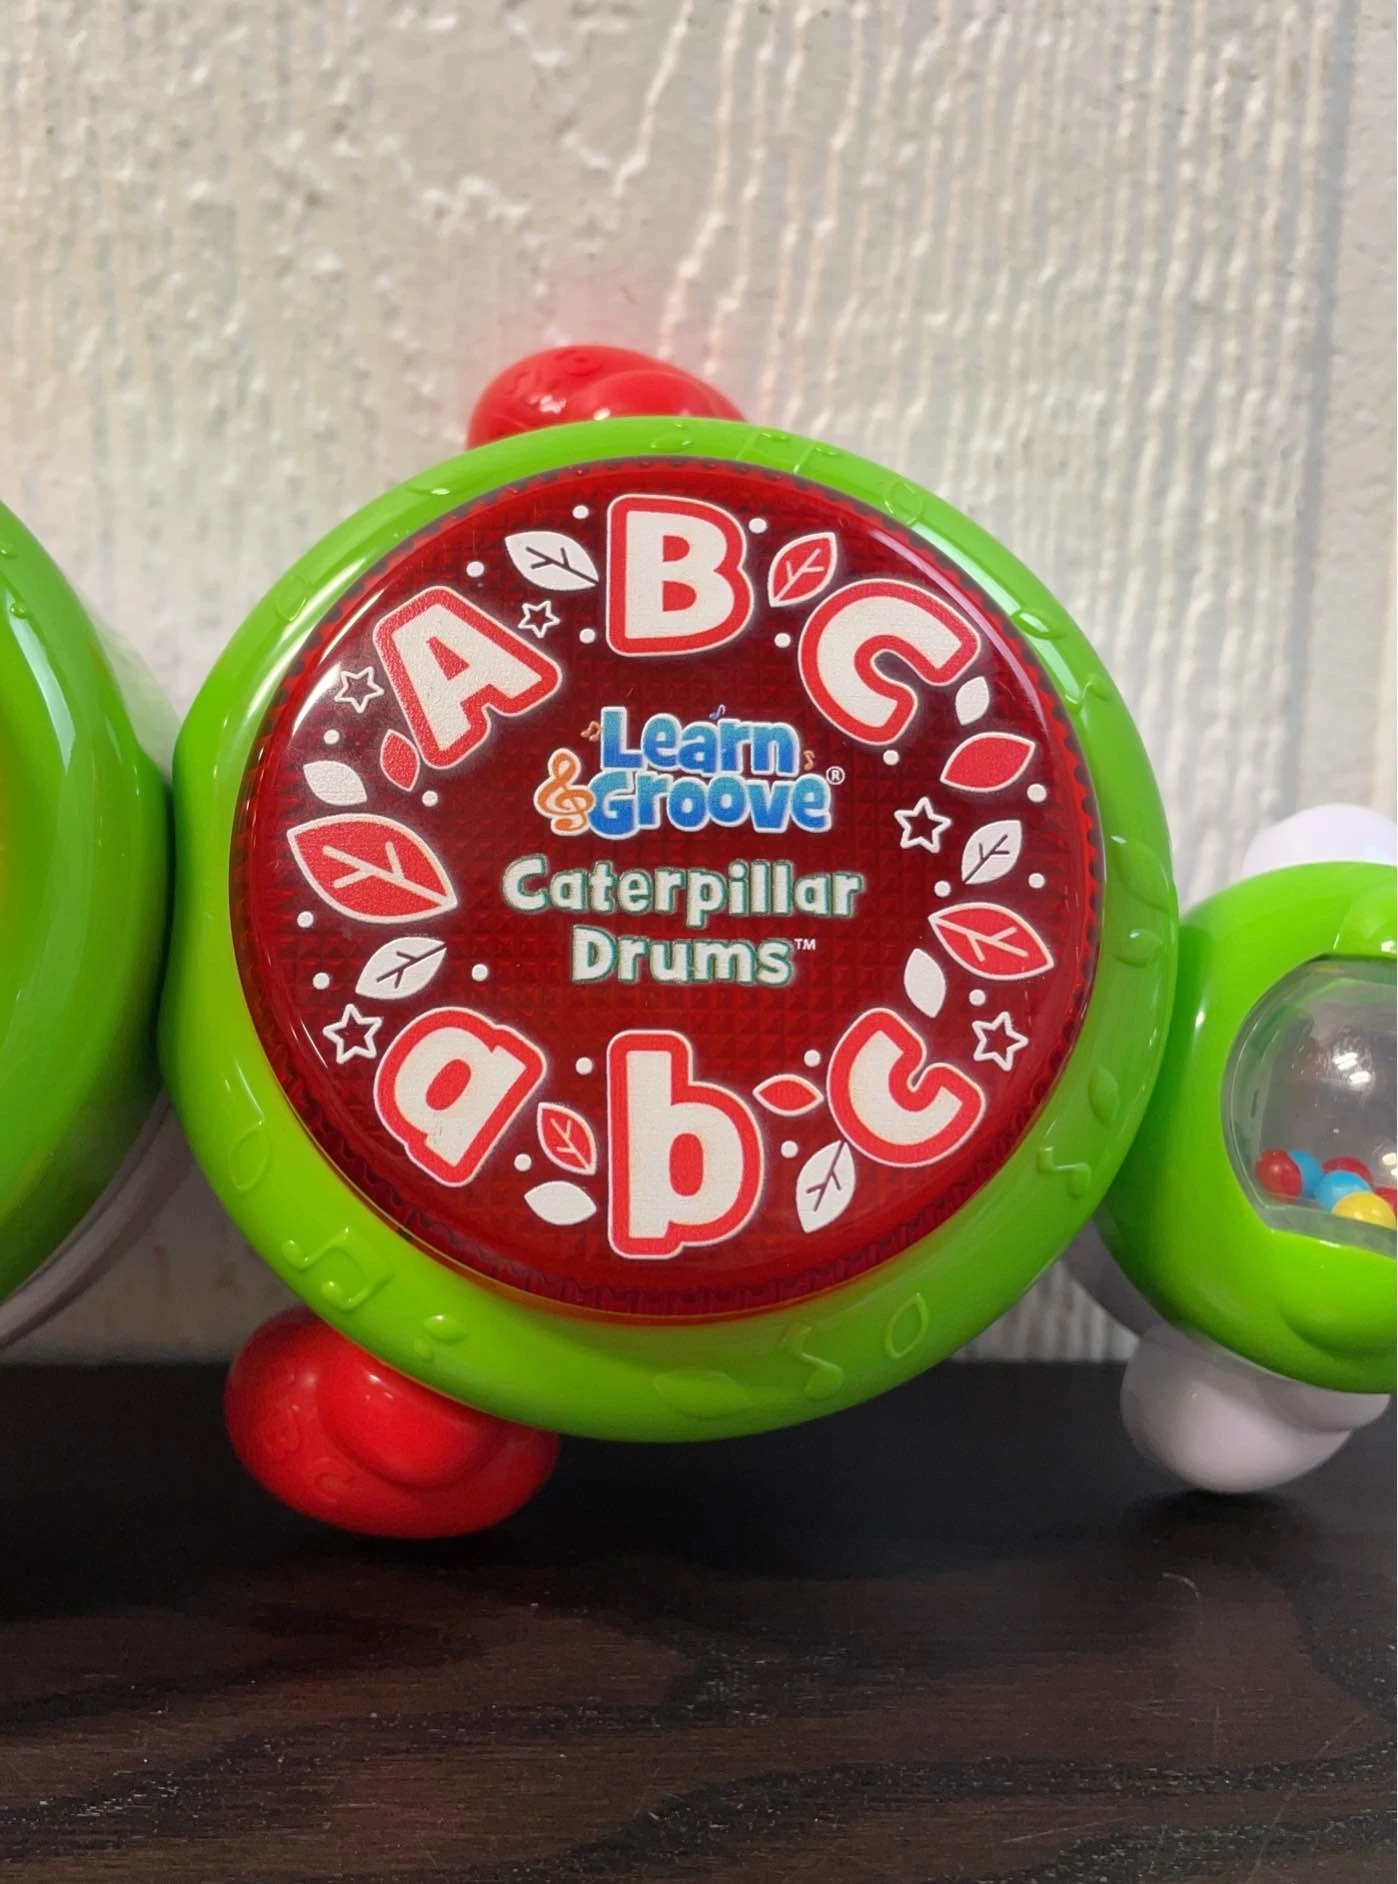 A B C
Learn
& Groove®
Caterpillar
Drums™
a b c